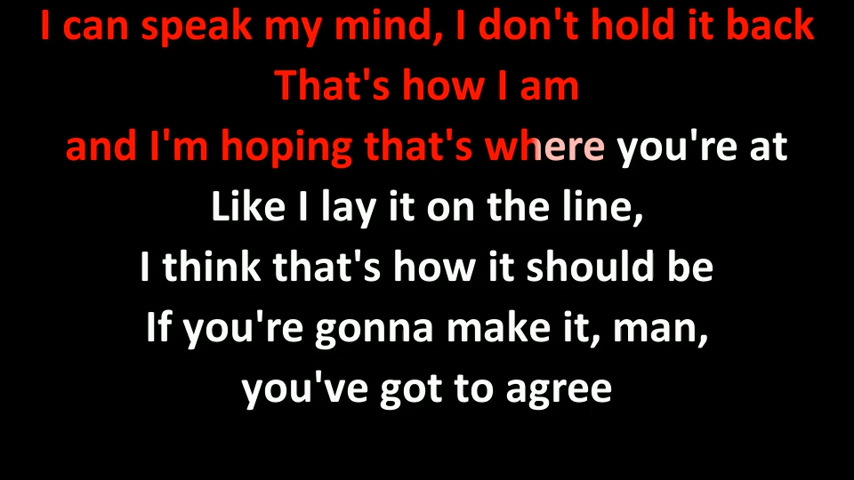 I can speak my mind, I don't hold it back
That's how I am
and I'm hoping that's where you're at
Like I lay it on the line,
I think that's how it should be
If you're gonna make it, man,
you've got to agree